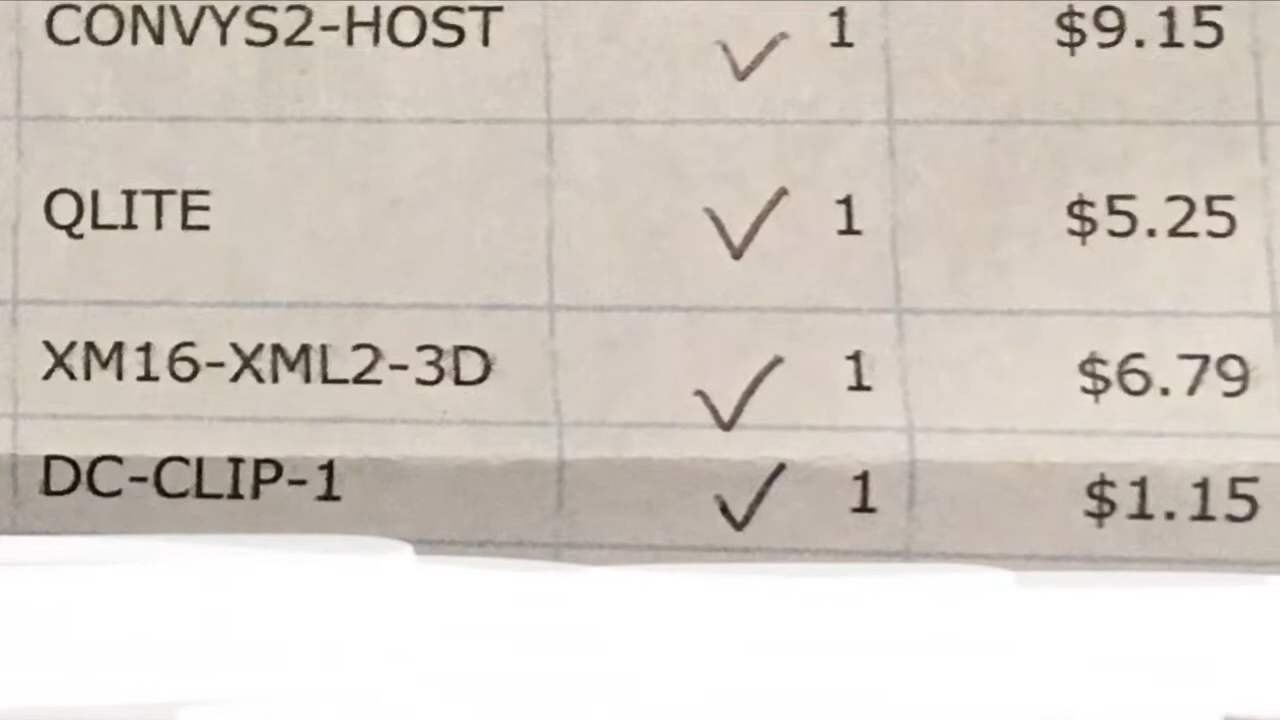 CONVYS2-HOST ✓ 1 $9.15
QLITE ✓ 1 $5.25
XM16-XML2-3D ✓ 1 $6.79
DC-CLIP-1 ✓ 1 $1.15